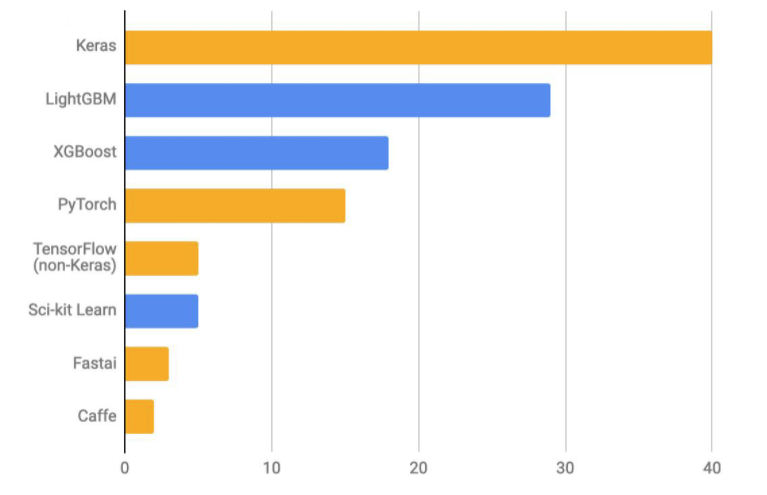 Keras
LightGBM
XGBoost
PyTorch
TensorFlow
(non-Keras)
Sci-kit Learn
Fastai
Caffe
0 10 20 30 40